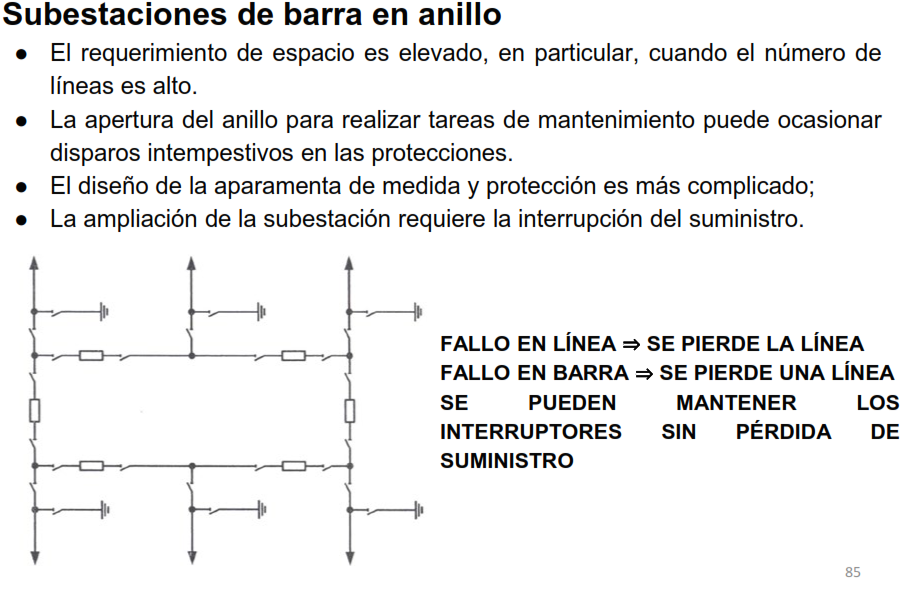 Subestaciones de barra en anillo
● El requerimiento de espacio es elevado, en particular, cuando el número de
líneas es alto.
● La apertura del anillo para realizar tareas de mantenimiento puede ocasionar
disparos intempestivos en las protecciones.
● El diseño de la aparamenta de medida y protección es más complicado;
● La ampliación de la subestación requiere la interrupción del suministro.
FALLO EN LÍNEA ⇒ SE PIERDE LA LÍNEA
FALLO EN BARRA ⇒ SE PIERDE UNA LÍNEA
SE PUEDEN MANTENER LOS
INTERRUPTORES SIN PÉRDIDA DE
SUMINISTRO
85